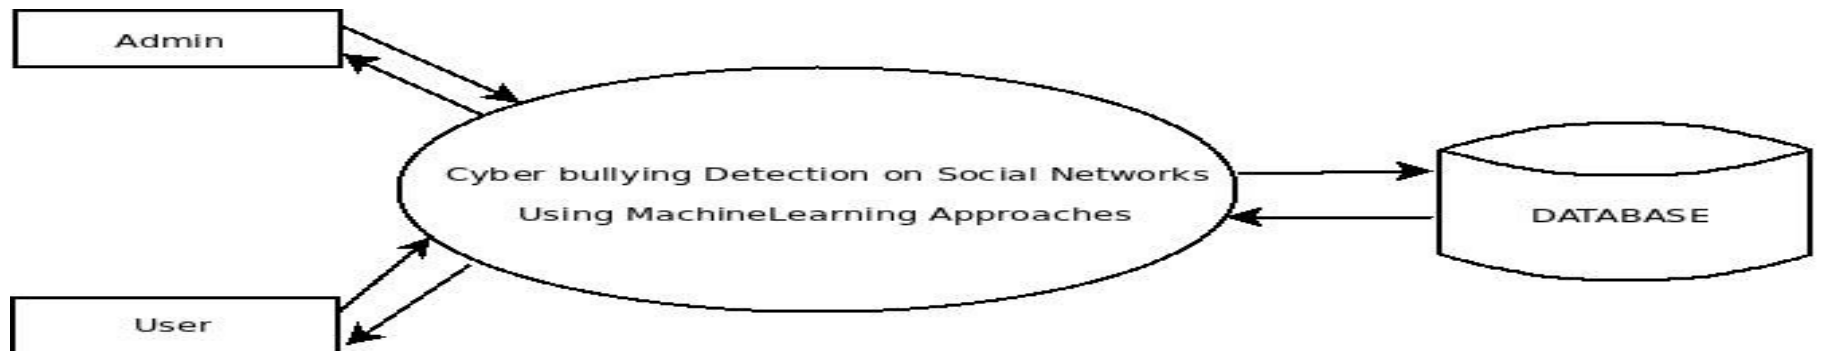 Admin
Cyber bullying Detection on Social Networks
Using MachineLearning Approaches
DATABASE
User